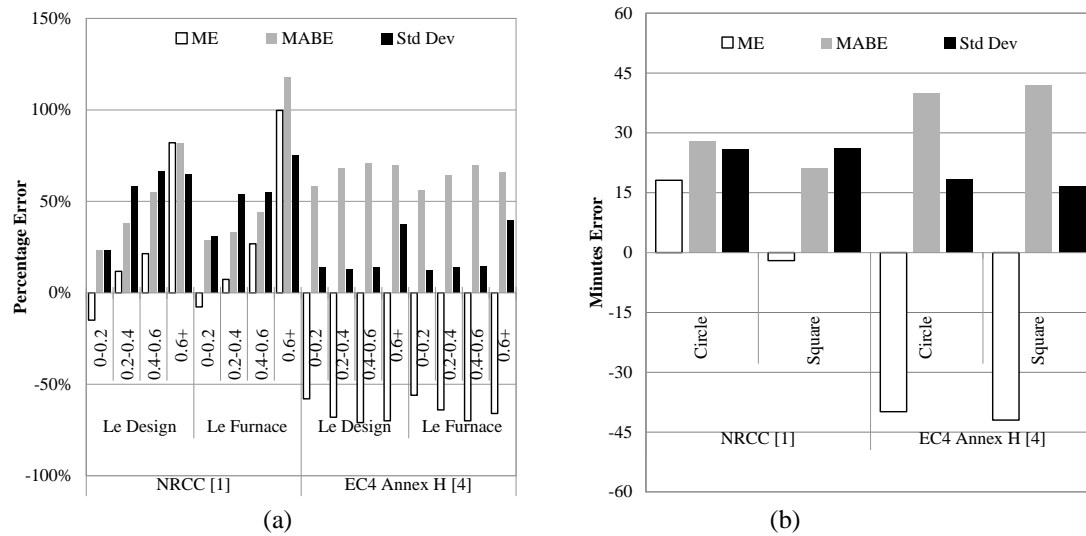 150%
100%
50%
0%
-50%
-100%
Percentage Error
ME MABE Std Dev
0-0.2 0.2-0.4 0.4-0.6 0.6+ 0-0.2 0.2-0.4 0.4-0.6 0.6+ 0-0.2 0.2-0.4 0.4-0.6 0.6+ 0-0.2 0.2-0.4 0.4-0.6 0.6+
Le Design Le Furnace Le Design Le Furnace
NRCC [1] EC4 Annex H [4]
(a)
60
45
30
15
0
-15
-30
-45
-60
Minutes Error
ME MABE Std Dev
Circle Square Circle Square
NRCC [1] EC4 Annex H [4]
(b)